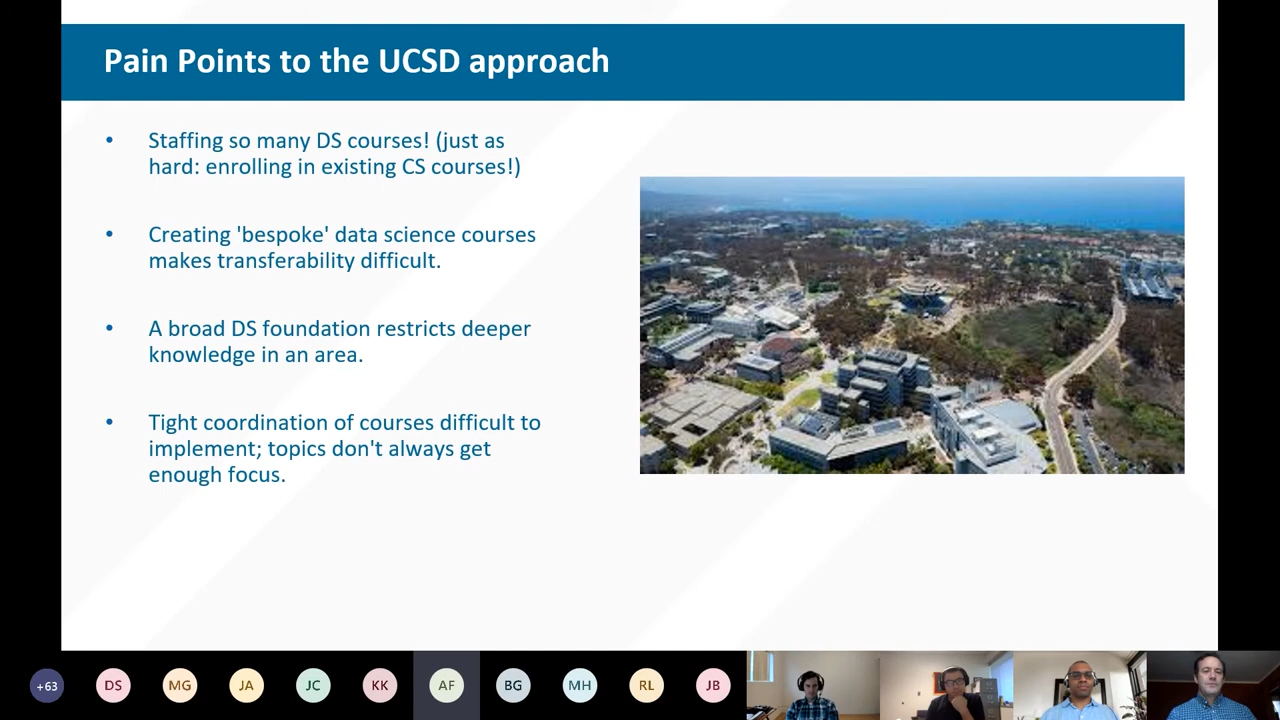 Pain Points to the UCSD approach
• Staffing so many DS courses! (just as
hard: enrolling in existing CS courses!)
• Creating 'bespoke' data science courses
makes transferability difficult.
• A broad DS foundation restricts deeper
knowledge in an area.
• Tight coordination of courses difficult to
implement; topics don't always get
enough focus.
+63 DS MG JA JC KK AF BG MH RL JB